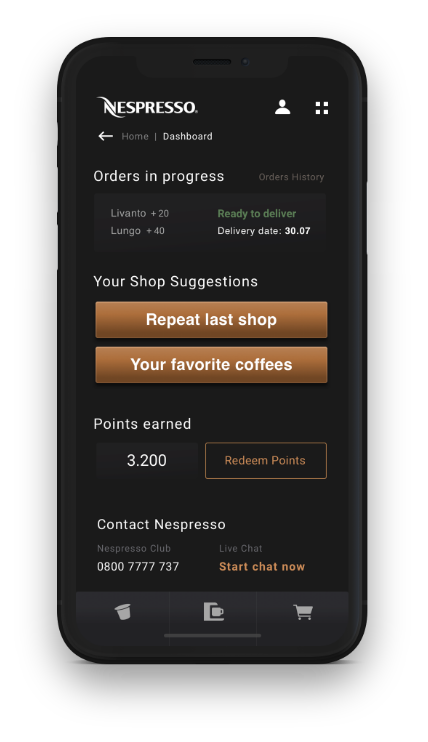 NESPRESSO.
Home | Dashboard
Orders in progress Orders History
Livanto +20 Ready to deliver
Lungo +40 Delivery date: 30.07
Your Shop Suggestions
Repeat last shop
Your favorite coffees
Points earned
3.200 Redeem Points
Contact Nespresso
Nespresso Club Live Chat
0800 7777 737 Start chat now